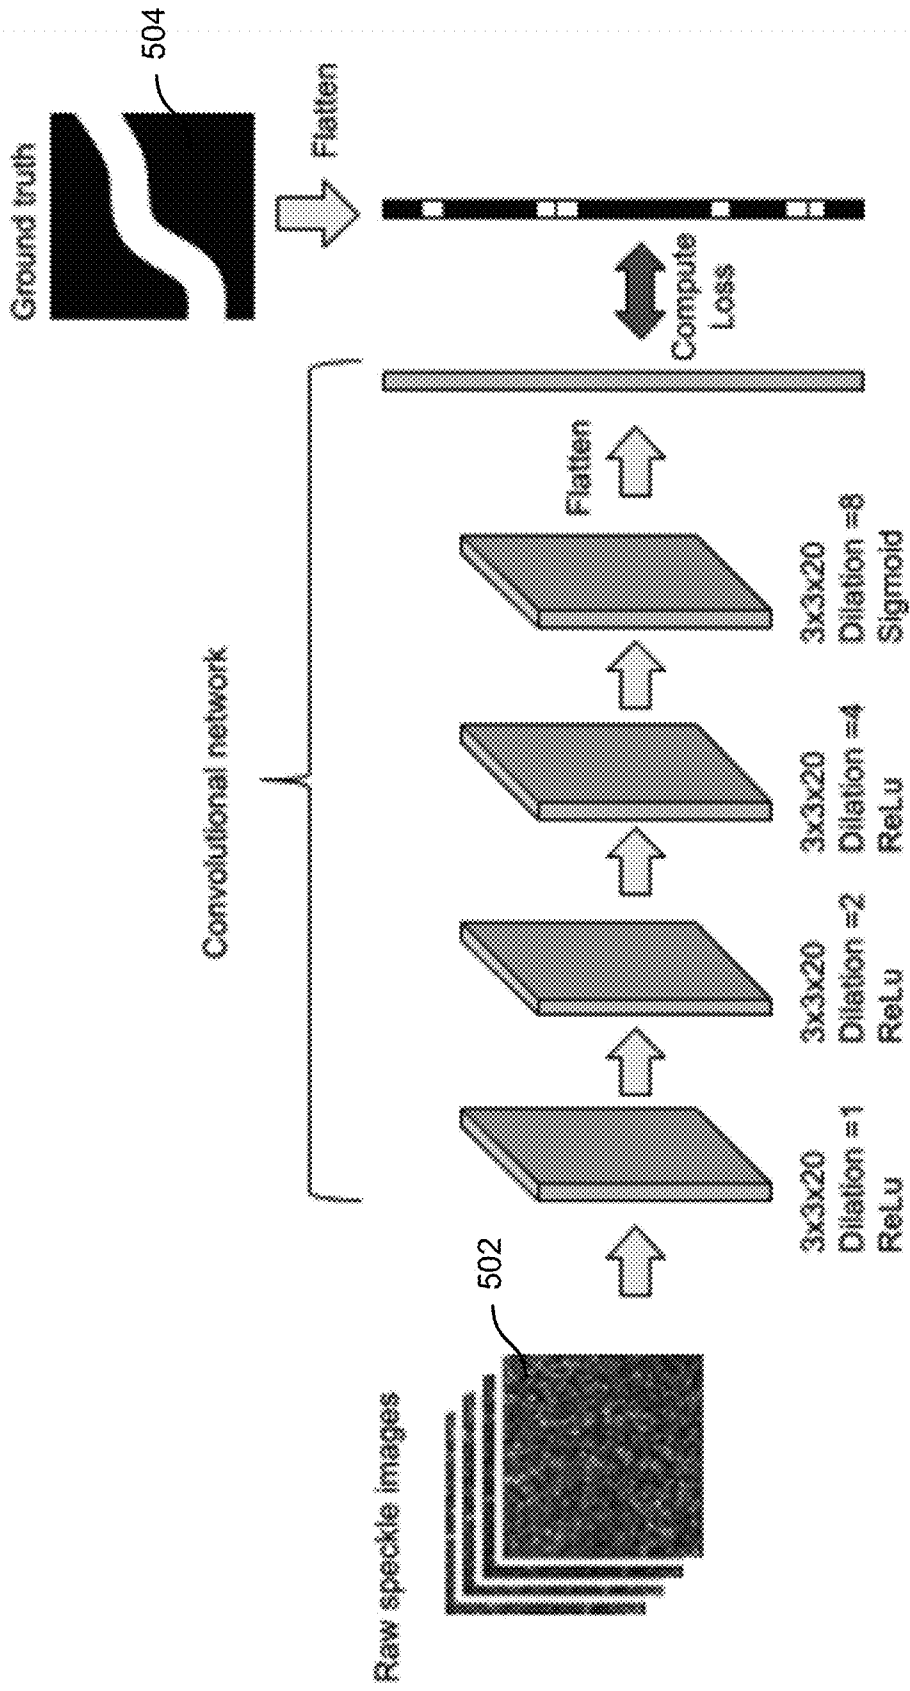 Raw speckle images
502
Convolutional network
3x3x20
Dilation =1
ReLu
3x3x20
Dilation =2
ReLu
3x3x20
Dilation =4
ReLu
3x3x20
Dilation =8
Sigmoid
Flatten
Compute
Loss
Ground truth
504
Flatten